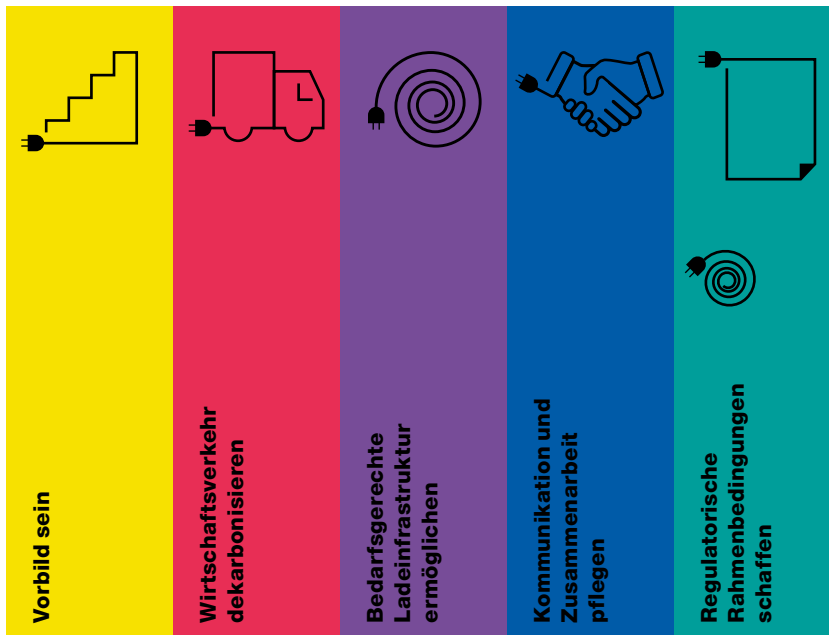 Vorbild sein
Wirtschaftsverkehr
dekarbonisieren
Bedarfsgerechte
Ladeinfrastruktur
ermöglichen
Kommunikation und
Zusammenarbeit
pflegen
Regulatorische
Rahmenbedingungen
schaffen